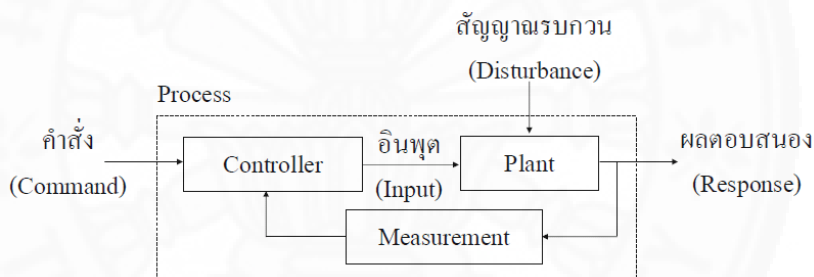 สัญญาณรบกวน
(Disturbance)
Process
คำสั่ง
(Command)
Controller
อินพุต
(Input)
Plant
ผลตอบสนอง
(Response)
Measurement